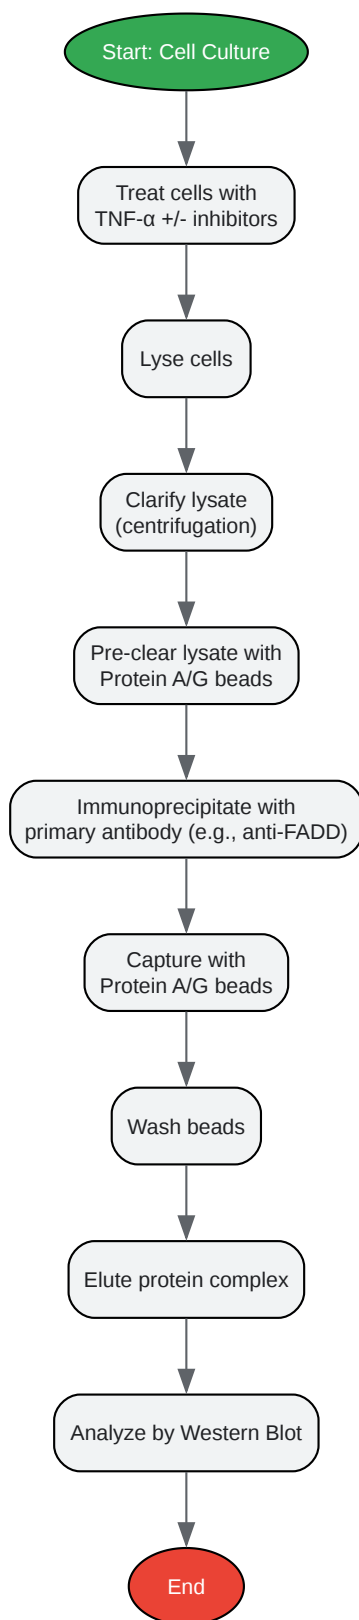 Start: Cell Culture
Treat cells with
TNF-α +/- inhibitors
Lyse cells
Clarify lysate
(centrifugation)
Pre-clear lysate with
Protein A/G beads
Immunoprecipitate with
primary antibody (e.g., anti-FADD)
Capture with
Protein A/G beads
Wash beads
Elute protein complex
Analyze by Western Blot
End